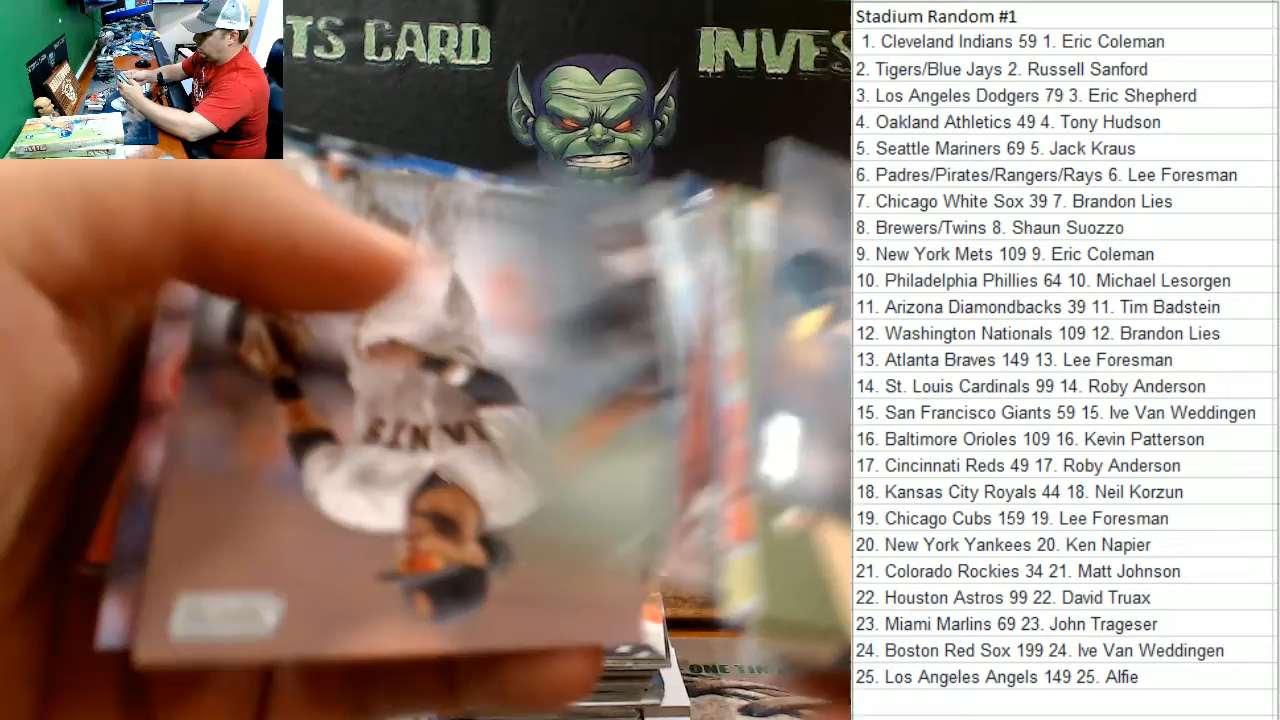 TS CARD
INVES
GIANTS
ONE TIN
Stadium Random #1
1. Cleveland Indians 59 1. Eric Coleman
2. Tigers/Blue Jays 2. Russell Sanford
3. Los Angeles Dodgers 79 3. Eric Shepherd
4. Oakland Athletics 49 4. Tony Hudson
5. Seattle Mariners 69 5. Jack Kraus
6. Padres/Pirates/Rangers/Rays 6. Lee Foresman
7. Chicago White Sox 39 7. Brandon Lies
8. Brewers/Twins 8. Shaun Suozzo
9. New York Mets 109 9. Eric Coleman
10. Philadelphia Phillies 64 10. Michael Lesorgen
11. Arizona Diamondbacks 39 11. Tim Badstein
12. Washington Nationals 109 12. Brandon Lies
13. Atlanta Braves 149 13. Lee Foresman
14. St. Louis Cardinals 99 14. Roby Anderson
15. San Francisco Giants 59 15. Ive Van Weddingen
16. Baltimore Orioles 109 16. Kevin Patterson
17. Cincinnati Reds 49 17. Roby Anderson
18. Kansas City Royals 44 18. Neil Korzun
19. Chicago Cubs 159 19. Lee Foresman
20. New York Yankees 20. Ken Napier
21. Colorado Rockies 34 21. Matt Johnson
22. Houston Astros 99 22. David Truax
23. Miami Marlins 69 23. John Trageser
24. Boston Red Sox 199 24. Ive Van Weddingen
25. Los Angeles Angels 149 25. Alfie